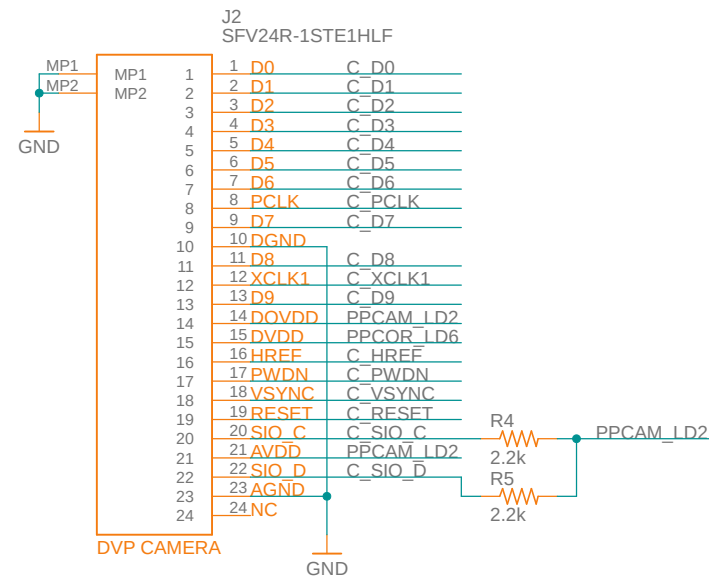 J2
SFV24R-1STE1HLF
MP1 MP1 1 1 D0 C_D0
MP2 MP2 2 2 D1 C_D1
3 3 D2 C_D2
4 4 D3 C_D3
GND 5 5 D4 C_D4
6 6 D5 C_D5
7 7 D6 C_D6
8 8 PCLK C_PCLK
9 9 D7 C_D7
10 10 DGND
11 11 D8 C_D8
12 12 XCLK1 C_XCLK1
13 13 D9 C_D9
14 14 DOVDD PPCAM_LD2
15 15 DVDD PPCOR_LD6
16 16 HREF C_HREF
17 17 PWDN C_PWDN
18 18 VSYNC C_VSYNC
19 19 RESET C_RESET
20 20 SIO_C C_SIO_C
21 21 AVDD PPCAM_LD2
22 22 SIO_D C_SIO_D
23 23 AGND
24 24 NC
DVP CAMERA
GND
R4
2.2k
PPCAM_LD2
R5
2.2k